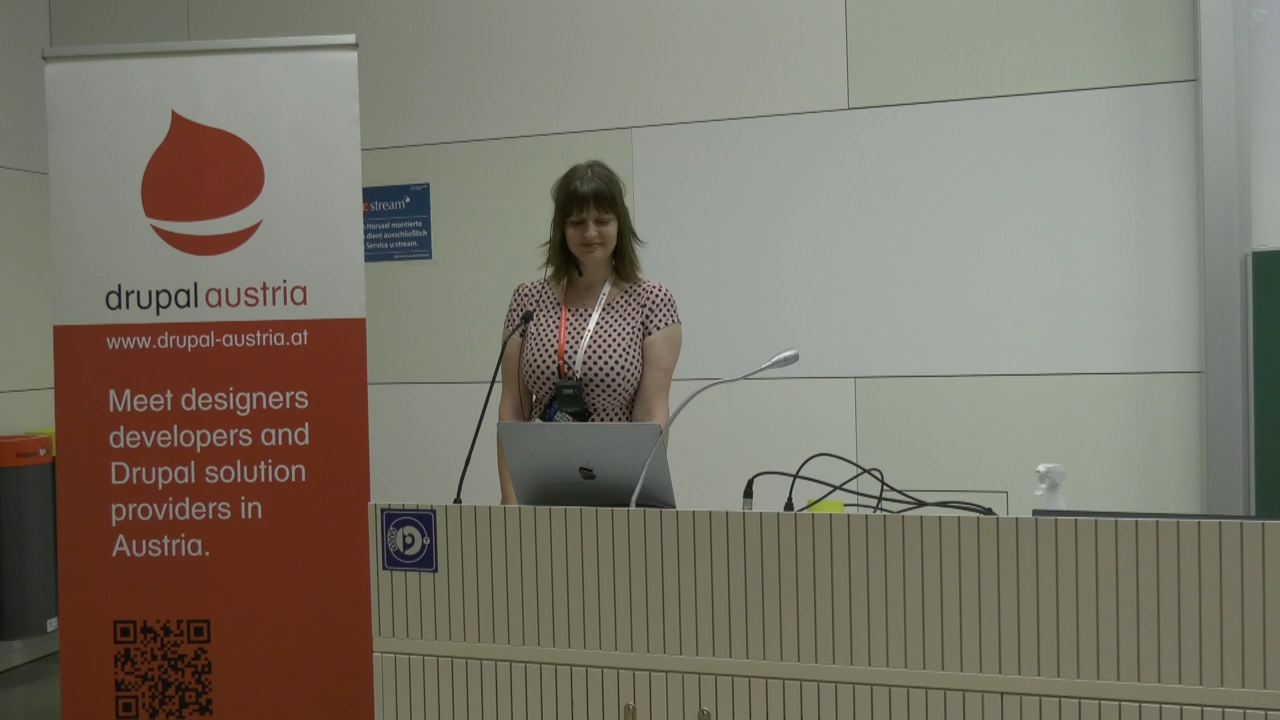 drupal austria
www.drupal-austria.at
Meet designers
developers and
Drupal solution
providers in
Austria.
stream
Hörsaal montierte
dient ausschließlich
Service u:stream.